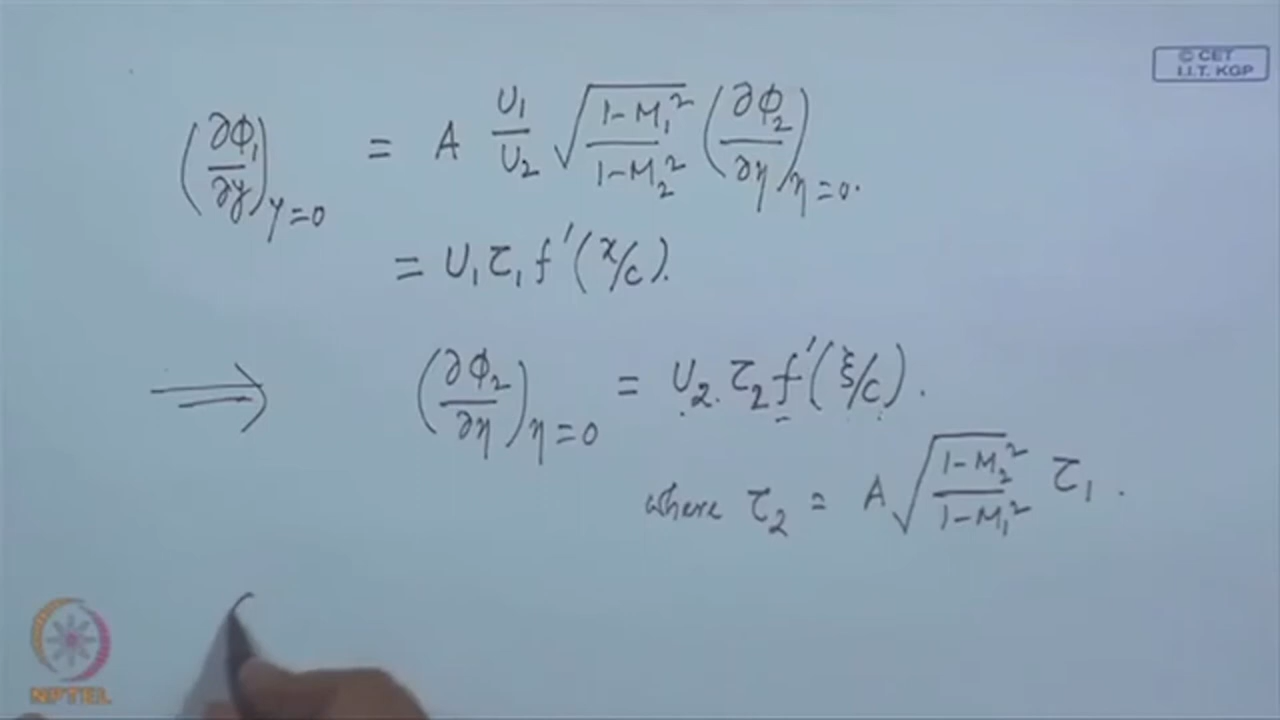 © CET
I.I.T. KGP
(∂Φ₁/∂y)_{y=0} = A U₁/U₂ √((1-M₁²)/(1-M₂²)) (∂Φ₂/∂η)_{η=0}.
= U₁ τ₁ f′(x/c).
⟹ (∂Φ₂/∂η)_{η=0} = U₂ τ₂ f′(ξ/c).
where τ₂ = A √((1-M₂²)/(1-M₁²)) τ₁.
NPTEL